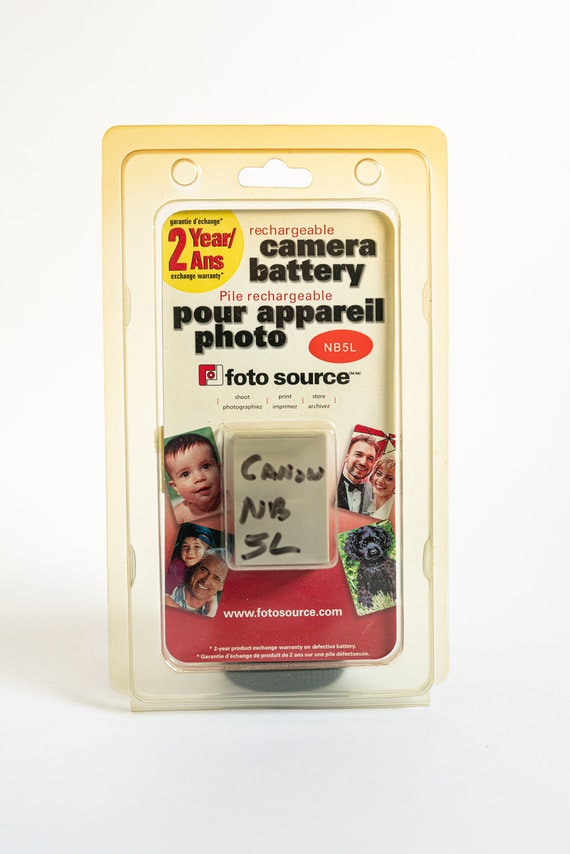 garantie d'échange*
2 Year/
Ans
exchange warranty*
rechargeable
camera
battery
Pile rechargeable
pour appareil
photo
NB5L
foto source™/MC
shoot print store
photographiez imprimez archivez
CANON
NB
5L
www.fotosource.com
* 2-year product exchange warranty on defective battery.
* Garantie d'échange de produit de 2 ans sur une pile défectueuse.